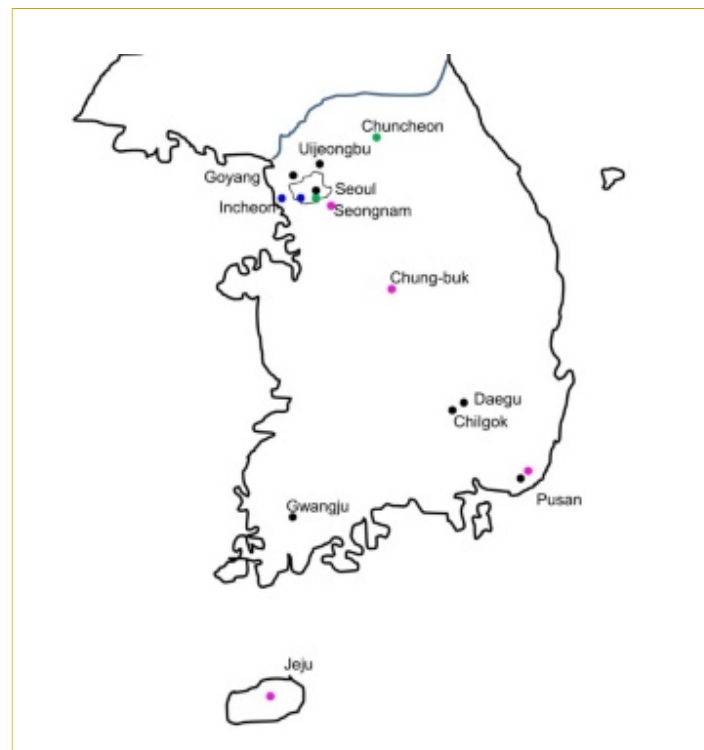 Chuncheon
Uijeongbu
Goyang
Seoul
Incheon
Seongnam
Chung-buk
Daegu
Chilgok
Pusan
Gwangju
Jeju